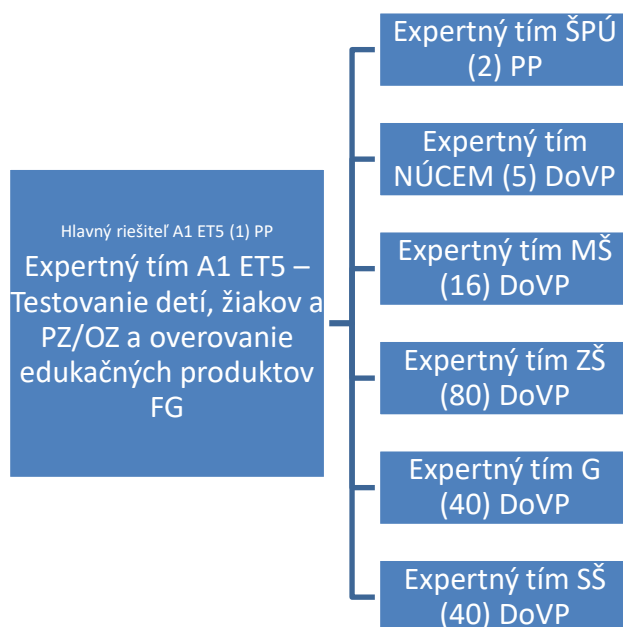 Hlavný riešiteľ A1 ET5 (1) PP
Expertný tím A1 ET5 –
Testovanie detí, žiakov a
PZ/OZ a overovanie
edukačných produktov
FG
Expertný tím ŠPÚ
(2) PP
Expertný tím
NÚCEM (5) DoVP
Expertný tím MŠ
(16) DoVP
Expertný tím ZŠ
(80) DoVP
Expertný tím G
(40) DoVP
Expertný tím SŠ
(40) DoVP